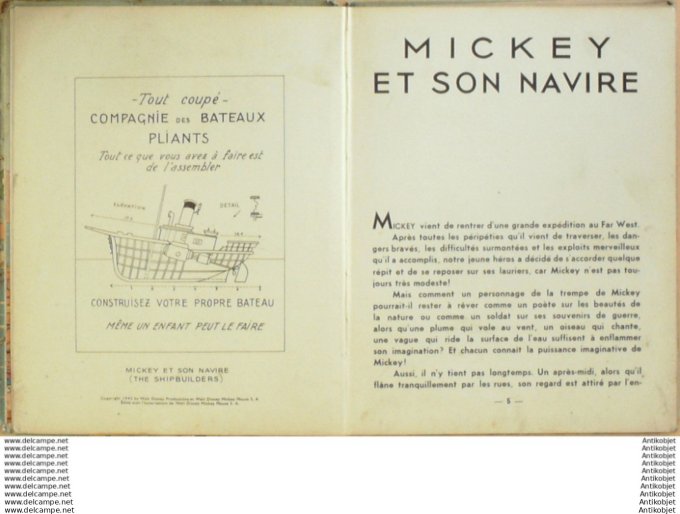 -Tout coupé-
COMPAGNIE DES BATEAUX
PLIANTS
Tout ce que vous avez à faire est
de l'assembler
ELÉVATION
DÉTAIL
CONSTRUISEZ VOTRE PROPRE BATEAU
MÊME UN ENFANT PEUT LE FAIRE
MICKEY ET SON NAVIRE
(THE SHIPBUILDERS)
MICKEY
ET SON NAVIRE
MICKEY vient de rentrer d'une grande expédition au Far West.
Après toutes les péripéties qu'il vient de traverser, les dan-
gers bravés, les difficultés surmontées et les exploits merveilleux
qu'il a accomplis, notre jeune héros a décidé de s'accorder quelque
répit et de se reposer sur ses lauriers, car Mickey n'est pas tou-
jours très modeste!
Mais comment un personnage de la trempe de Mickey
pourrait-il rester à rêver comme un poète sur les beautés de
la nature ou comme un soldat sur ses souvenirs de guerre,
alors qu'une plume qui vole au vent, un oiseau qui chante,
une vague qui ride la surface de l'eau suffisent à enflammer
son imagination? Et chacun connait la puissance imaginative de
Mickey!
Aussi, il n'y tient pas longtemps. Un après-midi, alors qu'il
flâne tranquillement par les rues, son regard est attiré par l'en-
— 5 —
www.delcampe.net
www.delcampe.net
www.delcampe.net
www.delcampe.net
www.delcampe.net
www.delcampe.net
www.delcampe.net
www.delcampe.net
www.delcampe.net
Antikobjet
Antikobjet
Antikobjet
Antikobjet
Antikobjet
Antikobjet
Antikobjet
Antikobjet
Antikobjet